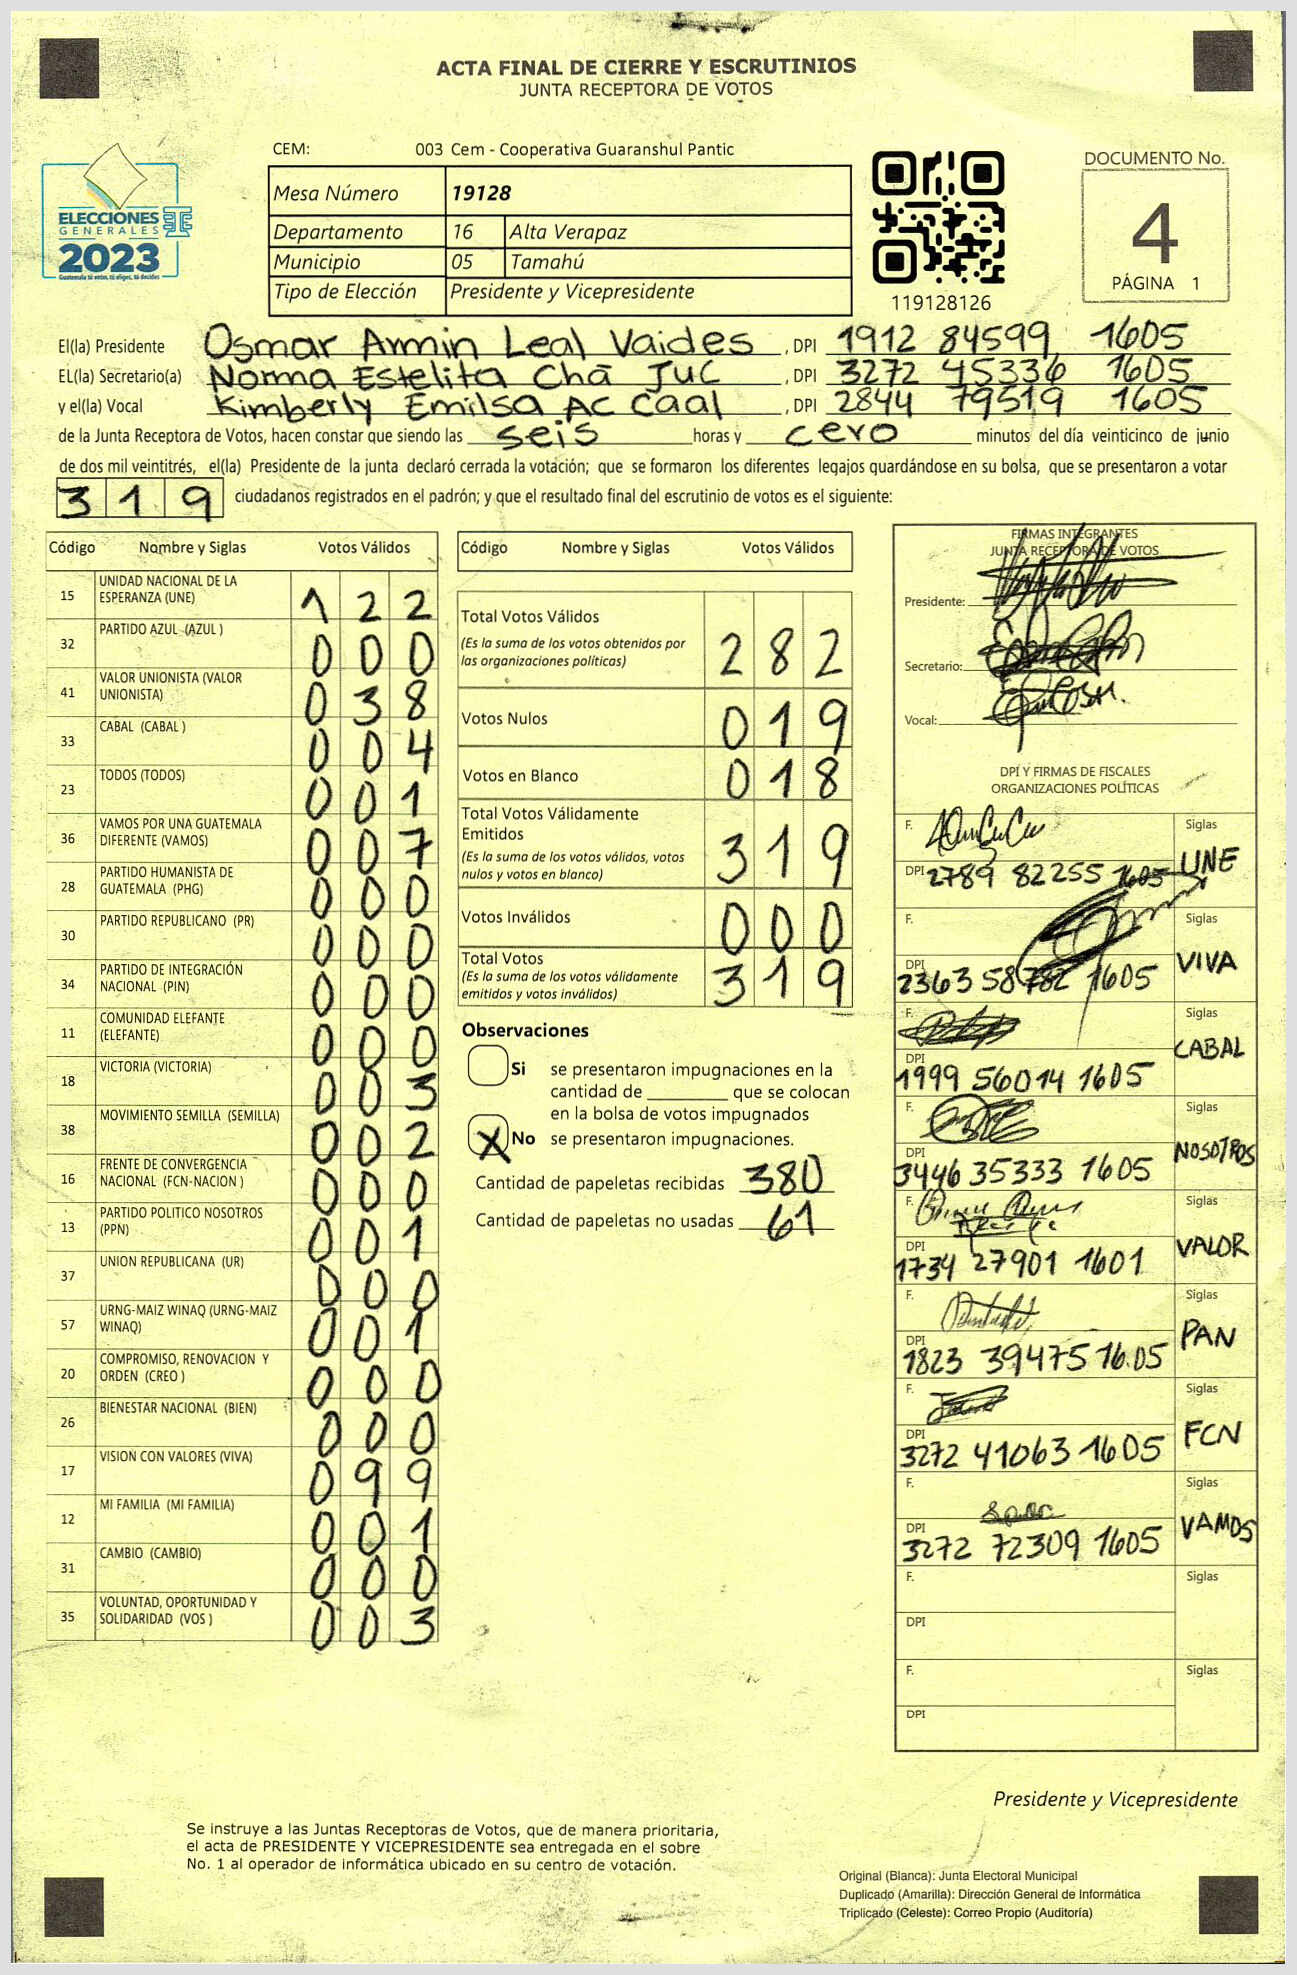 ACTA FINAL DE CIERRE Y ESCRUTINIOS
JUNTA RECEPTORA DE VOTOS
ELECCIONES
GENERALES
2023
Guatemala tú votas, tú eliges, tú decides
CEM: 003 Cem - Cooperativa Guaranshul Pantic
Mesa Número 19128
Departamento 16 Alta Verapaz
Municipio 05 Tamahú
Tipo de Elección Presidente y Vicepresidente
119128126
DOCUMENTO No.
4
PÁGINA 1
El(la) Presidente Osmar Armin Leal Vaides , DPI 1912 84599 1605
EL(la) Secretario(a) Norma Estelita Chá Juc , DPI 3272 45336 1605
y el(la) Vocal Kimberly Emilsa Ac Caal , DPI 2844 79519 1605
de la Junta Receptora de Votos, hacen constar que siendo las seis horas y cero minutos del día veinticinco de junio
de dos mil veintitrés, el(la) Presidente de la junta declaró cerrada la votación; que se formaron los diferentes legajos guardándose en su bolsa, que se presentaron a votar
319 ciudadanos registrados en el padrón; y que el resultado final del escrutinio de votos es el siguiente:
Código Nombre y Siglas Votos Válidos
15 UNIDAD NACIONAL DE LA ESPERANZA (UNE) 1 2 2
32 PARTIDO AZUL (AZUL ) 0 0 0
41 VALOR UNIONISTA (VALOR UNIONISTA) 0 3 8
33 CABAL (CABAL ) 0 0 4
23 TODOS (TODOS) 0 0 1
36 VAMOS POR UNA GUATEMALA DIFERENTE (VAMOS) 0 0 7
28 PARTIDO HUMANISTA DE GUATEMALA (PHG) 0 0 0
30 PARTIDO REPUBLICANO (PR) 0 0 0
34 PARTIDO DE INTEGRACIÓN NACIONAL (PIN) 0 0 0
11 COMUNIDAD ELEFANTE (ELEFANTE) 0 0 0
18 VICTORIA (VICTORIA) 0 0 3
38 MOVIMIENTO SEMILLA (SEMILLA) 0 0 2
16 FRENTE DE CONVERGENCIA NACIONAL (FCN-NACION ) 0 0 0
13 PARTIDO POLITICO NOSOTROS (PPN) 0 0 1
37 UNION REPUBLICANA (UR) 0 0 0
57 URNG-MAIZ WINAQ (URNG-MAIZ WINAQ) 0 0 1
20 COMPROMISO, RENOVACION Y ORDEN (CREO ) 0 0 0
26 BIENESTAR NACIONAL (BIEN) 0 0 0
17 VISION CON VALORES (VIVA) 0 9 9
12 MI FAMILIA (MI FAMILIA) 0 0 1
31 CAMBIO (CAMBIO) 0 0 0
35 VOLUNTAD, OPORTUNIDAD Y SOLIDARIDAD (VOS ) 0 0 3
Código Nombre y Siglas Votos Válidos
Total Votos Válidos 2 8 2
(Es la suma de los votos obtenidos por
las organizaciones políticas)
Votos Nulos 0 1 9
Votos en Blanco 0 1 8
Total Votos Válidamente
Emitidos 3 1 9
(Es la suma de los votos válidos, votos
nulos y votos en blanco)
Votos Inválidos 0 0 0
Total Votos 3 1 9
(Es la suma de los votos válidamente
emitidos y votos inválidos)
Observaciones
Si se presentaron impugnaciones en la
cantidad de ________ que se colocan
en la bolsa de votos impugnados
X No se presentaron impugnaciones.
Cantidad de papeletas recibidas 380
Cantidad de papeletas no usadas 61
FIRMAS INTEGRANTES
JUNTA RECEPTORA DE VOTOS
Presidente:
Secretario:
Vocal:
DPI Y FIRMAS DE FISCALES
ORGANIZACIONES POLÍTICAS
F. Siglas
DPI 2789 82255 1605 UNE
F. Siglas
DPI 2363 58782 1605 VIVA
F. Siglas
DPI 1999 56014 1605 CABAL
F. Siglas
DPI 3446 35333 1605 NOSOTROS
F. Siglas
DPI 1734 27901 1601 VALOR
F. Siglas
DPI 1823 39475 1605 PAN
F. Siglas
DPI 3272 41063 1605 FCN
F. Siglas
DPI 3272 72309 1605 VAMOS
F. Siglas
DPI
F. Siglas
DPI
Presidente y Vicepresidente
Se instruye a las Juntas Receptoras de Votos, que de manera prioritaria,
el acta de PRESIDENTE Y VICEPRESIDENTE sea entregada en el sobre
No. 1 al operador de informática ubicado en su centro de votación.
Original (Blanca): Junta Electoral Municipal
Duplicado (Amarilla): Dirección General de Informática
Triplicado (Celeste): Correo Propio (Auditoría)